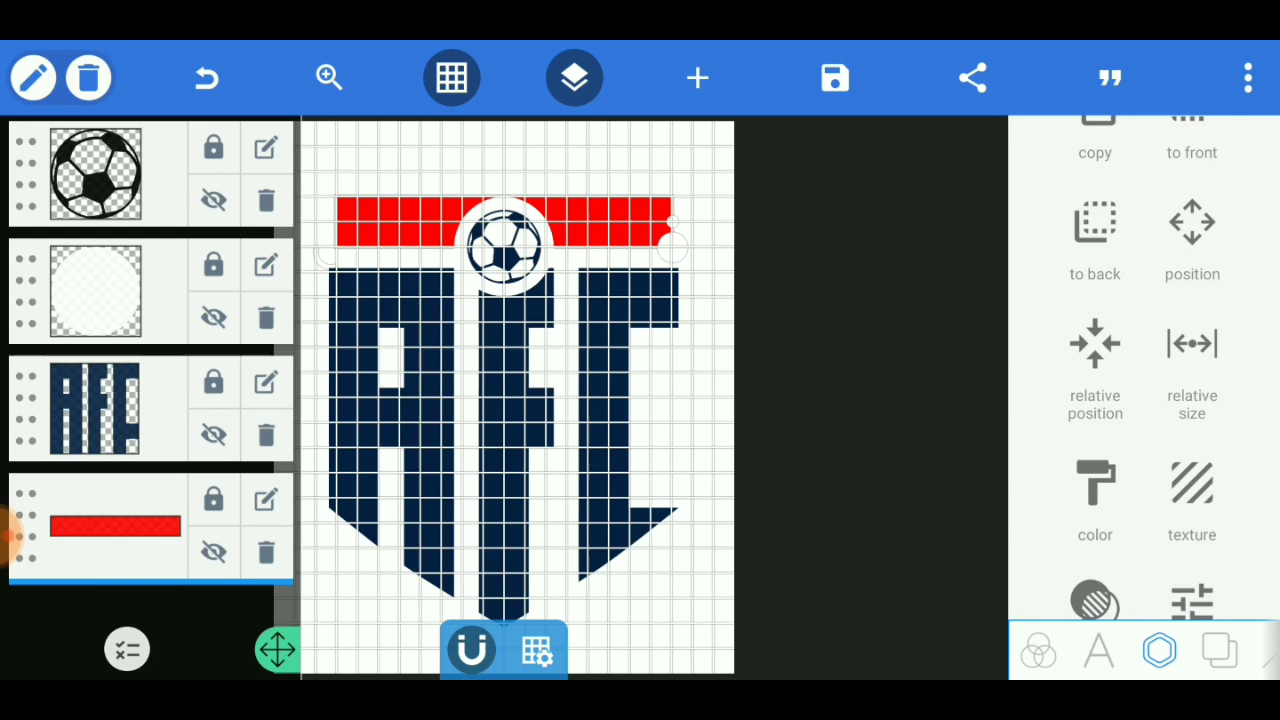 copy
to front
to back
position
relative
position
relative
size
AFC
color
texture